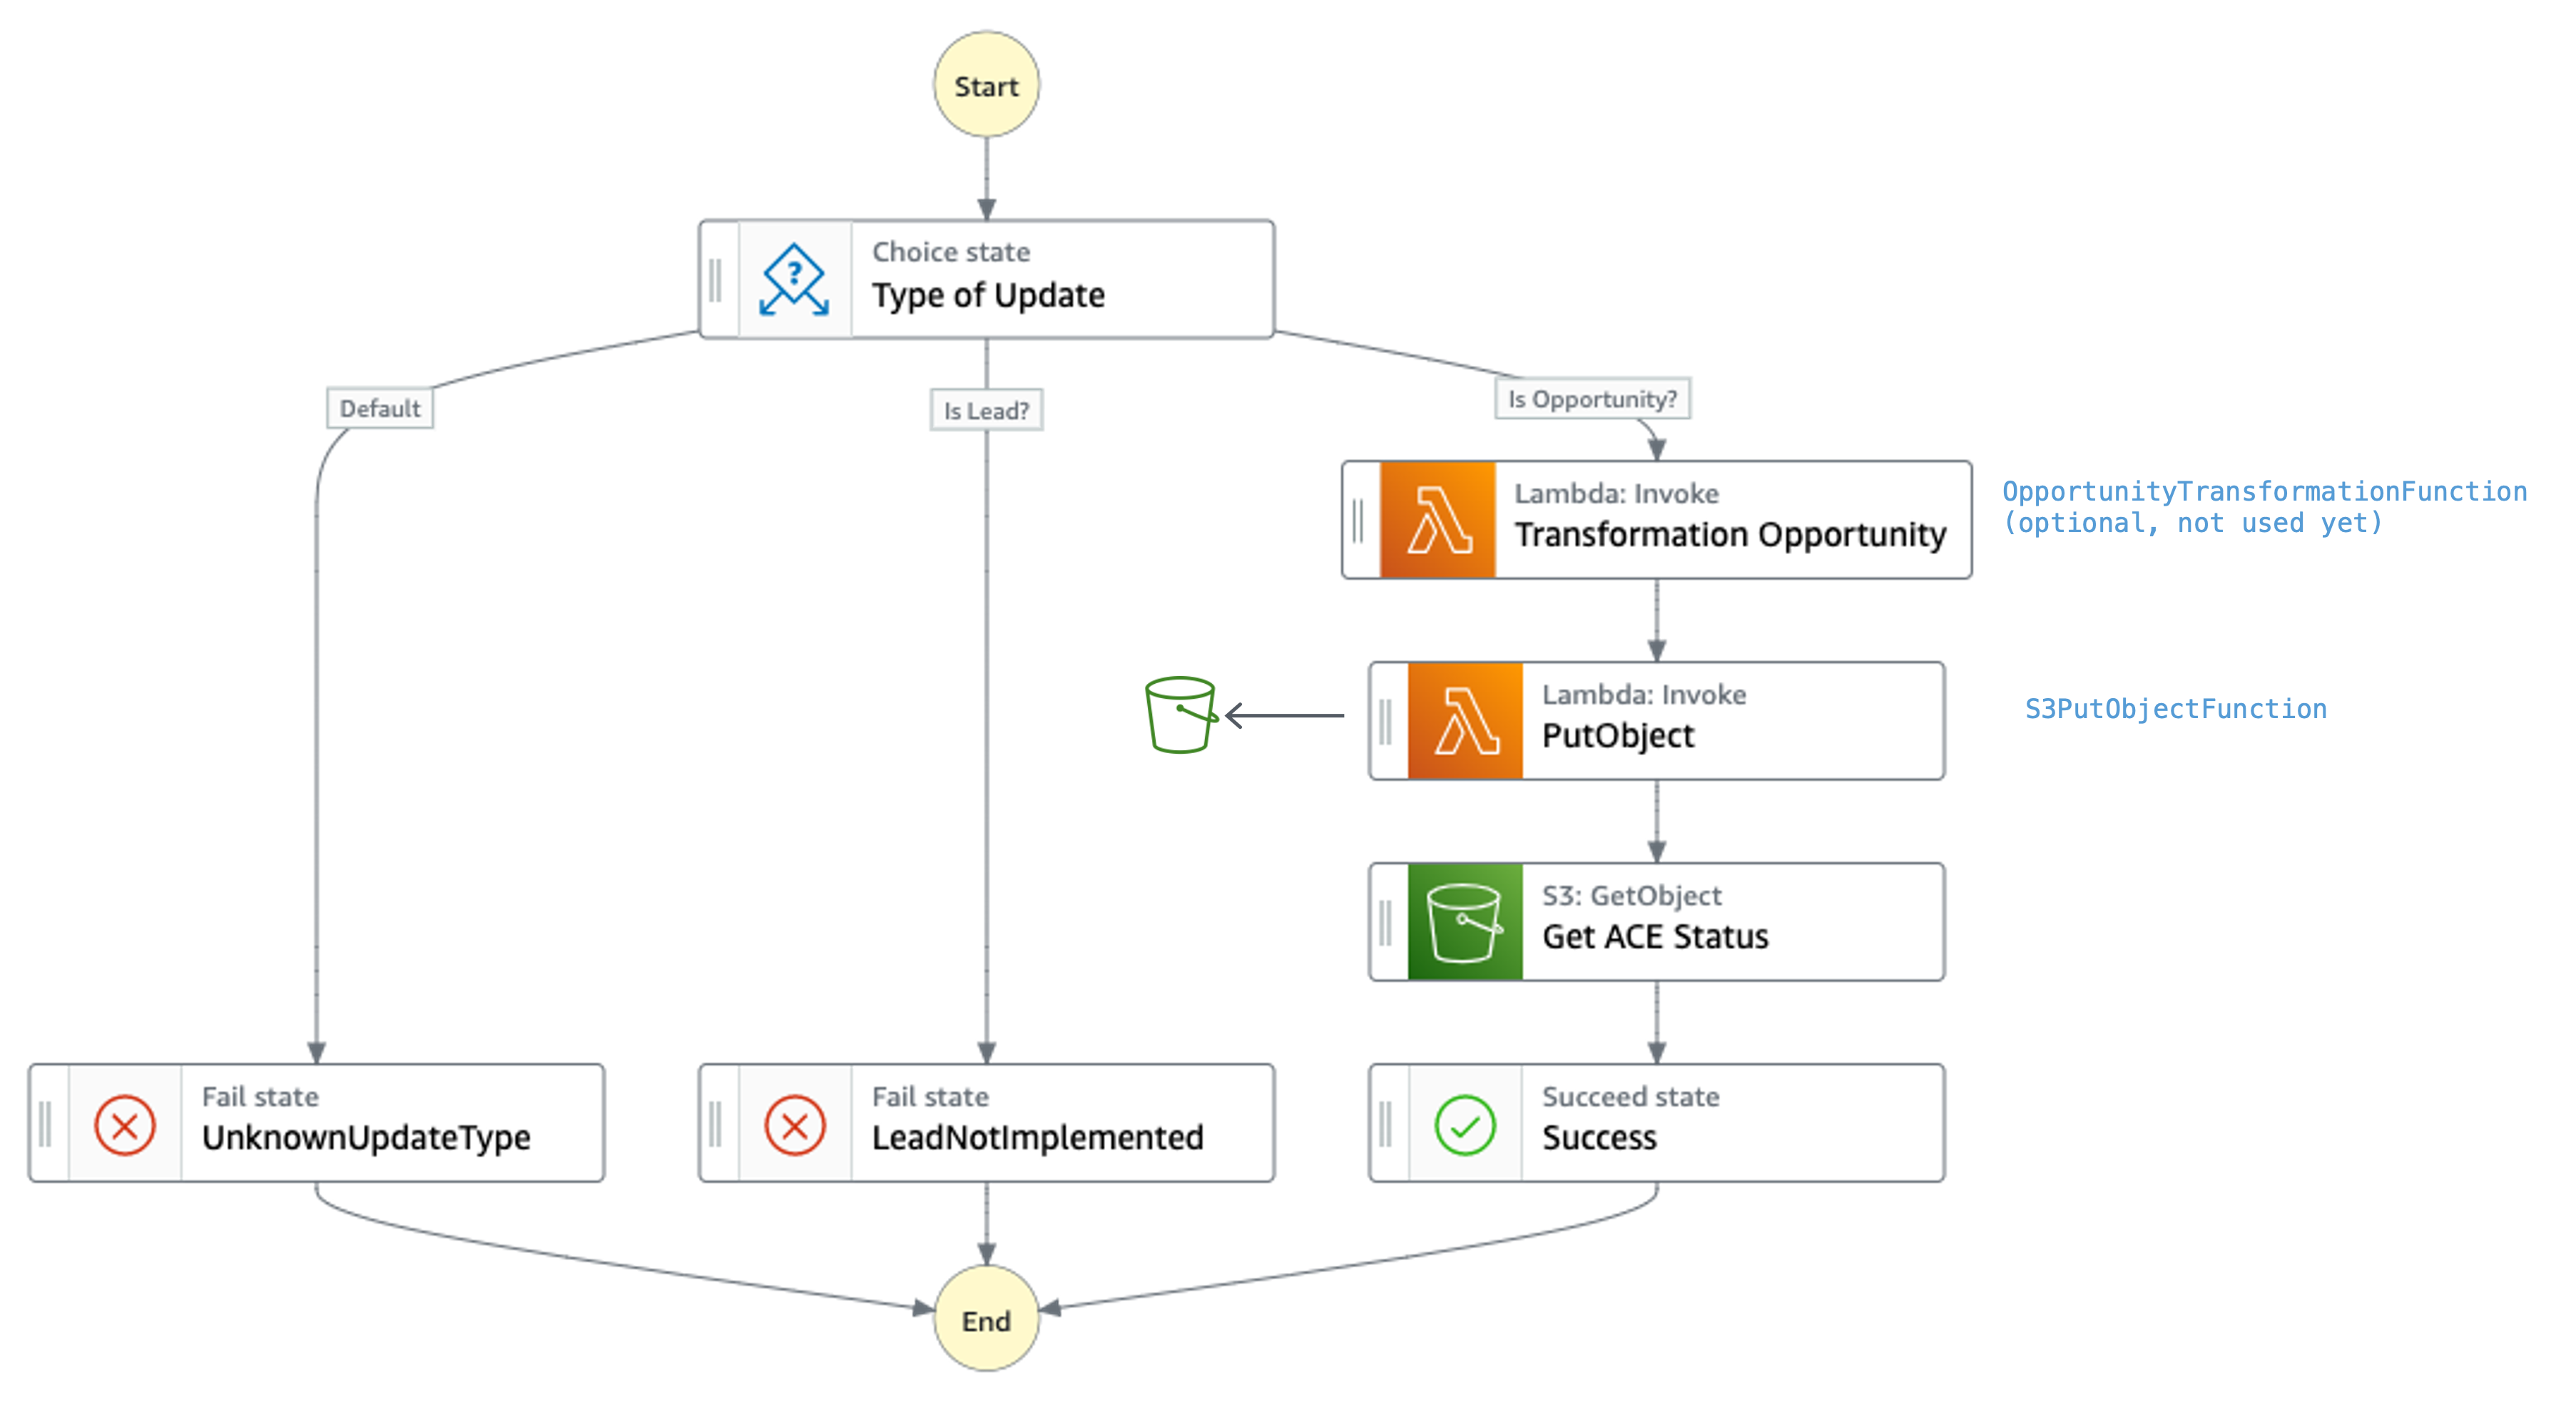 Start
Choice state
Type of Update
Default
Is Lead?
Is Opportunity?
Lambda: Invoke
Transformation Opportunity
OpportunityTransformationFunction
(optional, not used yet)
Lambda: Invoke
PutObject
S3PutObjectFunction
S3: GetObject
Get ACE Status
Fail state
UnknownUpdateType
Fail state
LeadNotImplemented
Succeed state
Success
End